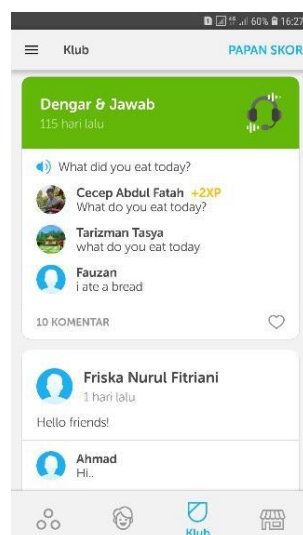 60% 16:27
Klub PAPAN SKOR
Dengar & Jawab
115 hari lalu
What did you eat today?
Cecep Abdul Fatah +2XP
What do you eat today?
Tarizman Tasya
what do you eat today
Fauzan
i ate a bread
10 KOMENTAR
Friska Nurul Fitriani
1 hari lalu
Hello friends!
Ahmad
Hi..
Klub